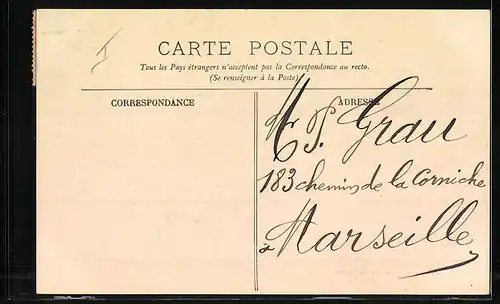 CARTE POSTALE
Tous les Pays étrangers n'acceptent pas la Correspondance au recto.
(Se renseigner à la Poste)
CORRESPONDANCE
ADRESSE
P. Grau
183 chemin de la Corniche
à Marseille